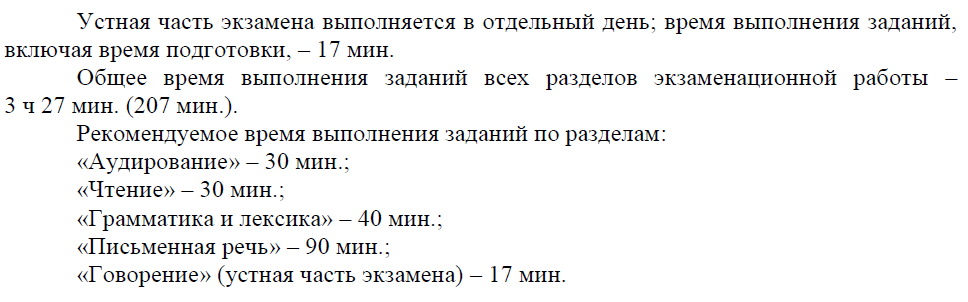 Устная часть экзамена выполняется в отдельный день; время выполнения заданий,
включая время подготовки, – 17 мин.
Общее время выполнения заданий всех разделов экзаменационной работы –
3 ч 27 мин. (207 мин.).
Рекомендуемое время выполнения заданий по разделам:
«Аудирование» – 30 мин.;
«Чтение» – 30 мин.;
«Грамматика и лексика» – 40 мин.;
«Письменная речь» – 90 мин.;
«Говорение» (устная часть экзамена) – 17 мин.